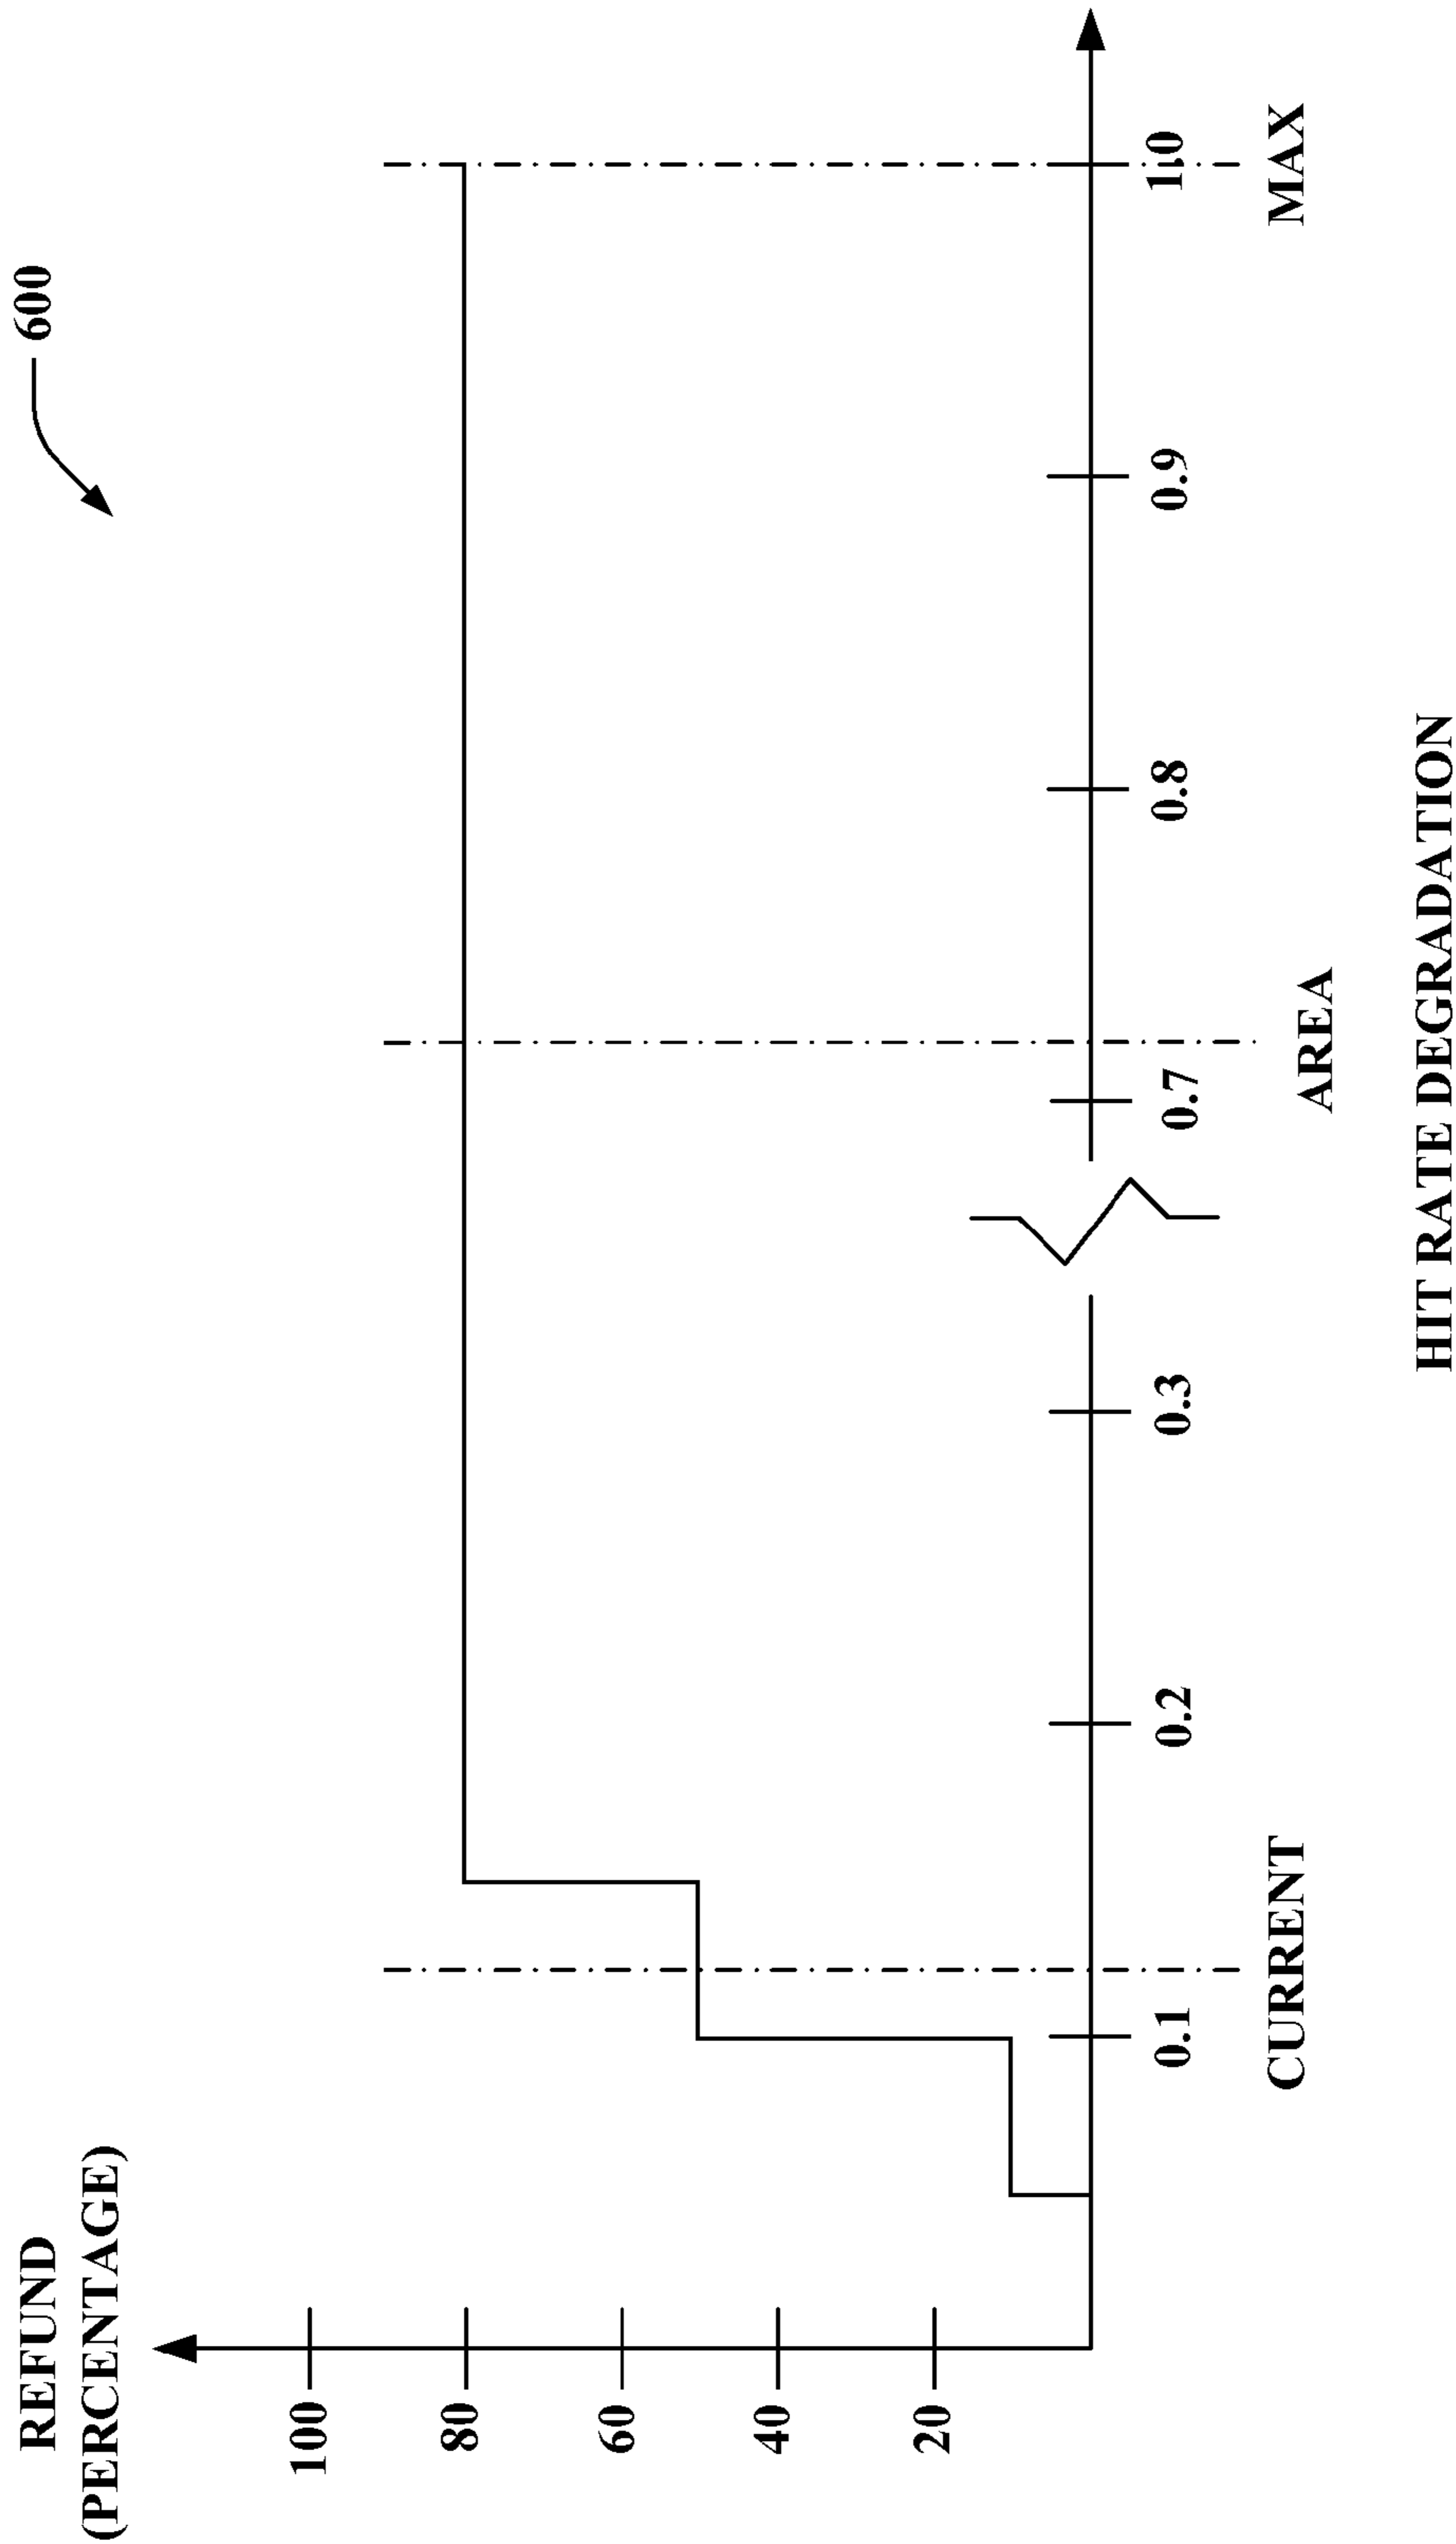 600
REFUND
(PERCENTAGE)
100
80
60
40
20
0.1
0.2
0.3
0.7
0.8
0.9
1.0
CURRENT
AREA
MAX
HIT RATE DEGRADATION